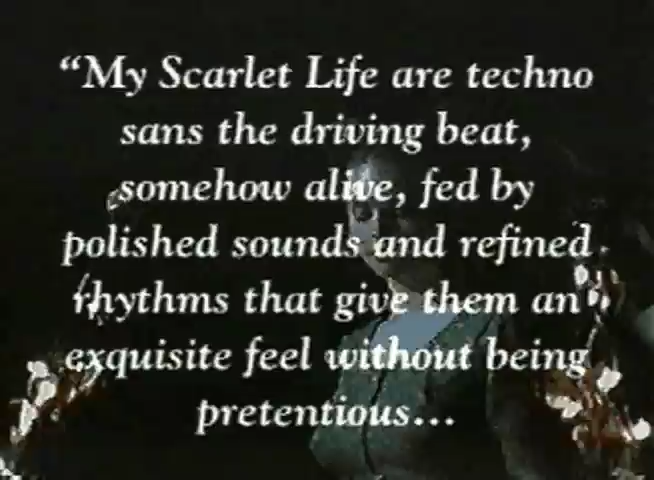 “My Scarlet Life are techno
sans the driving beat,
somehow alive, fed by
polished sounds and refined
rhythms that give them an
exquisite feel without being
pretentious...